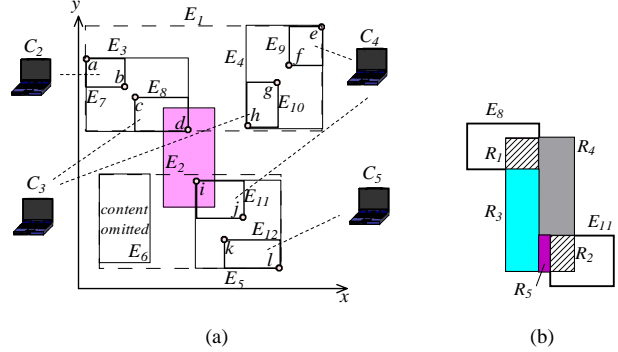 y
E1
C2
E3
a
b
E7
c
E8
d
E4
E9
e
f
g
E10
h
C4
E2
C3
i
j
E11
C5
content
omitted
E6
k
E12
l
E5
x
(a)
E8
R1
R4
R3
E11
R2
R5
(b)